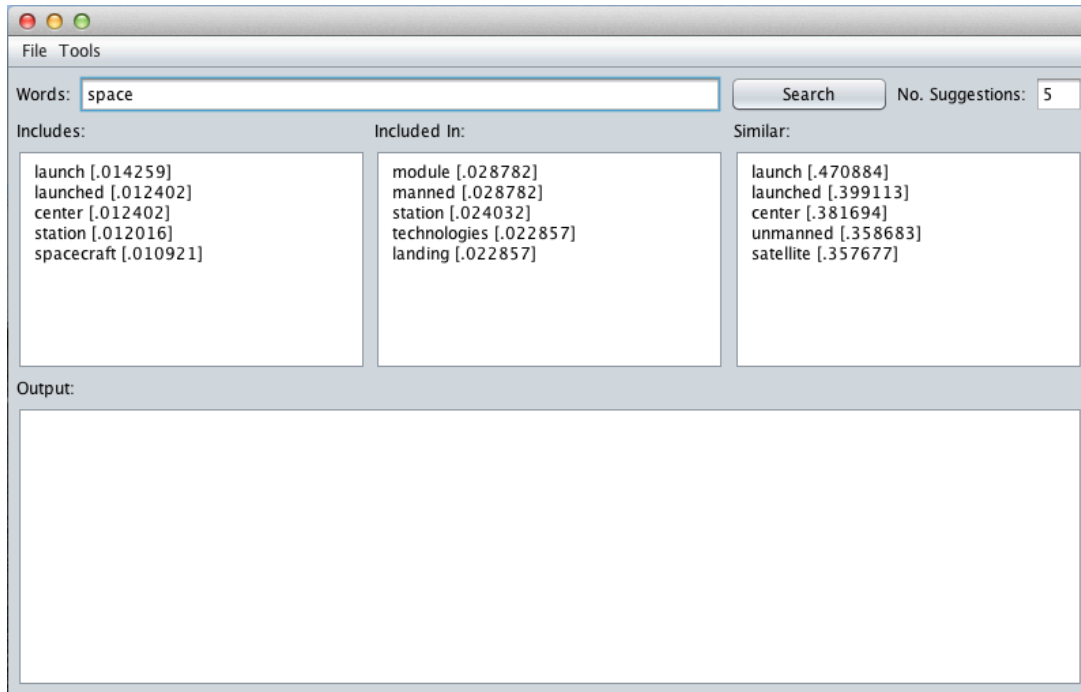 File Tools
Words: space Search No. Suggestions: 5
Includes: Included In: Similar:
launch [.014259] module [.028782] launch [.470884]
launched [.012402] manned [.028782] launched [.399113]
center [.012402] station [.024032] center [.381694]
station [.012016] technologies [.022857] unmanned [.358683]
spacecraft [.010921] landing [.022857] satellite [.357677]
Output: